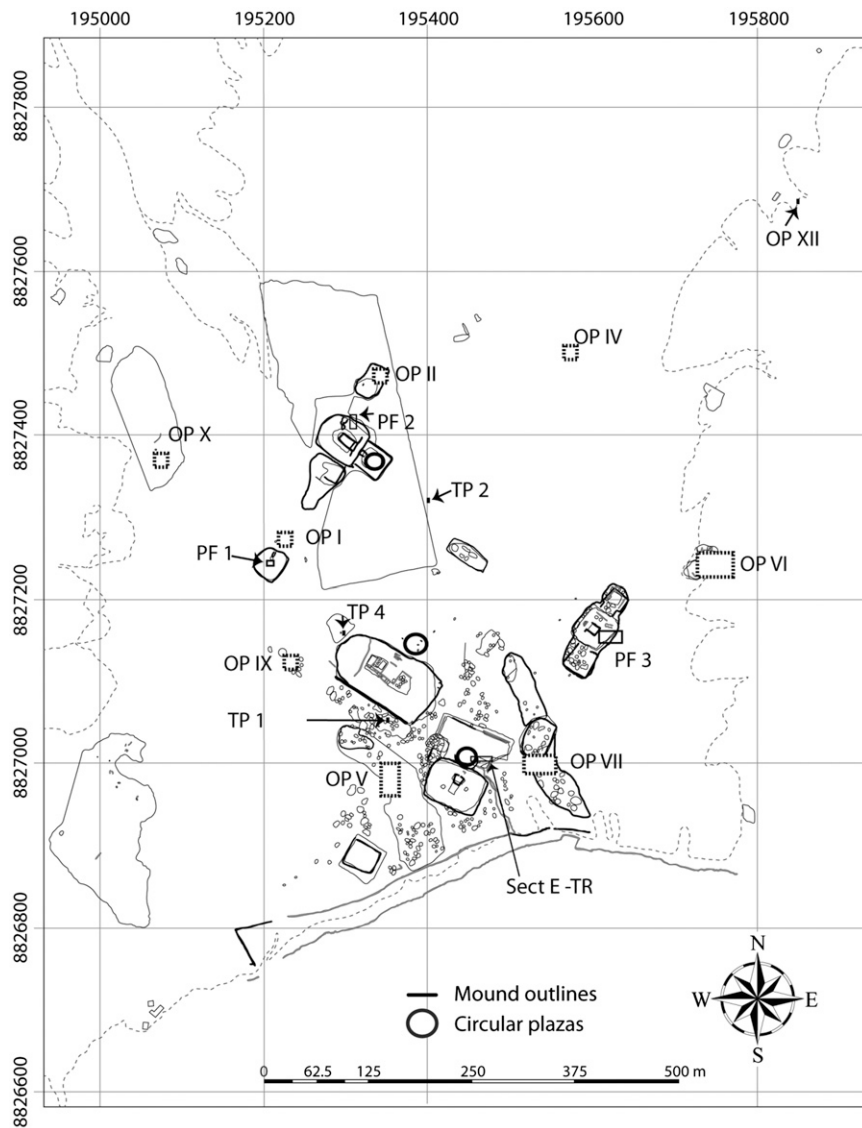 195000 195200 195400 195600 195800
8827800
OP XII
8827600
OP IV
OP II
PF 2
8827400
OP X
TP 2
OP I
PF 1
OP VI
8827200
TP 4
OP IX
PF 3
TP 1
8827000
OP V
OP VII
Sect E -TR
8826800
N
Mound outlines
W E
Circular plazas
S
0 62.5 125 250 375 500 m
8826600